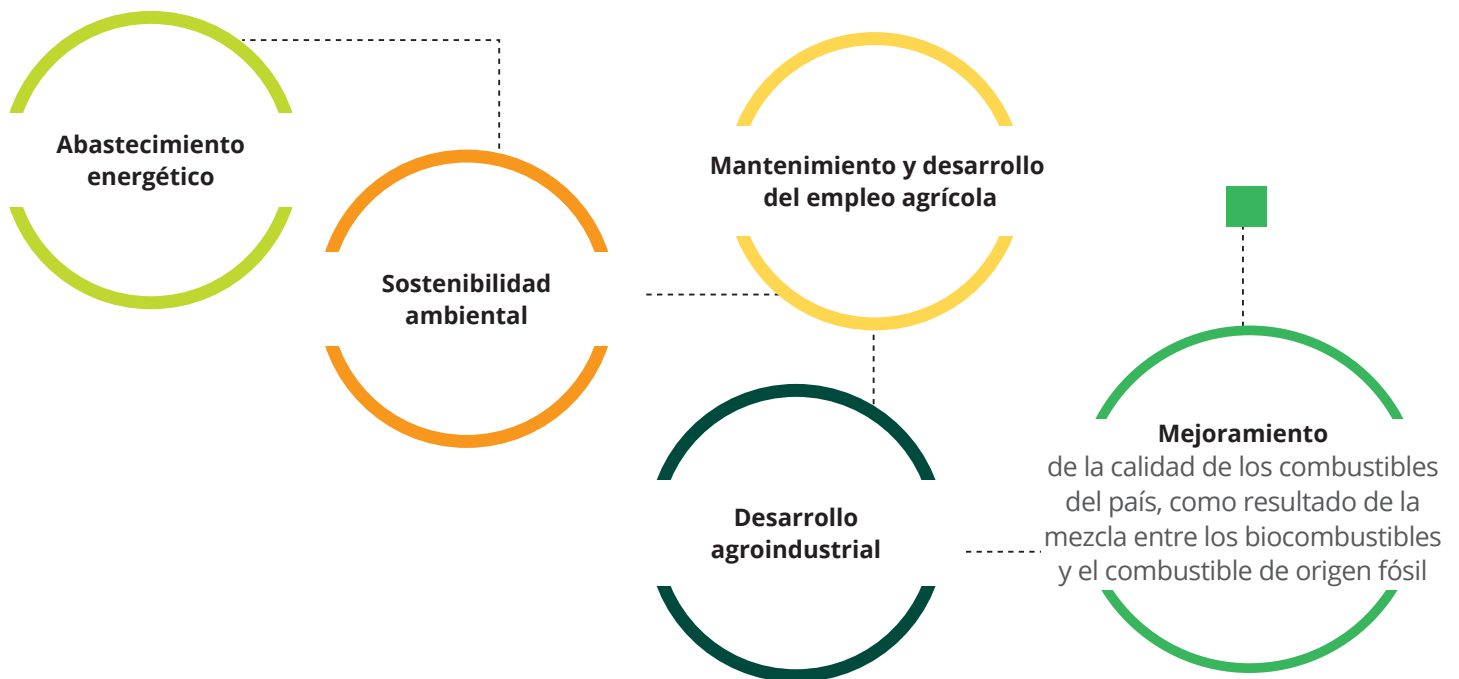 Abastecimiento
energético
Sostenibilidad
ambiental
Mantenimiento y desarrollo
del empleo agrícola
Desarrollo
agroindustrial
Mejoramiento
de la calidad de los combustibles
del país, como resultado de la
mezcla entre los biocombustibles
y el combustible de origen fósil